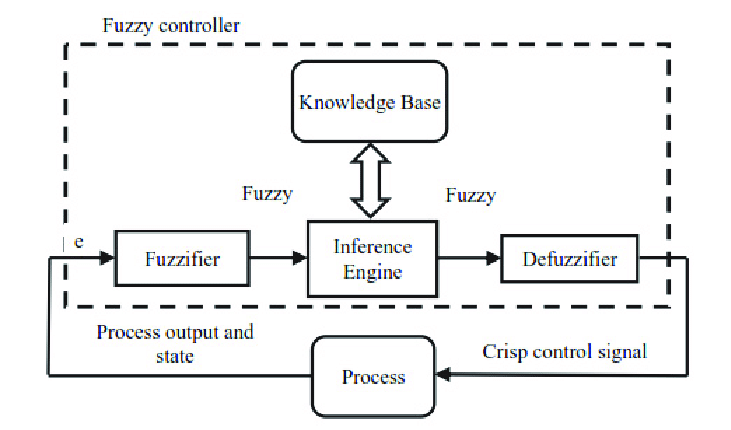 Fuzzy controller
Knowledge Base
Fuzzy
Fuzzy
e
Fuzzifier
Inference
Engine
Defuzzifier
Process output and
state
Process
Crisp control signal